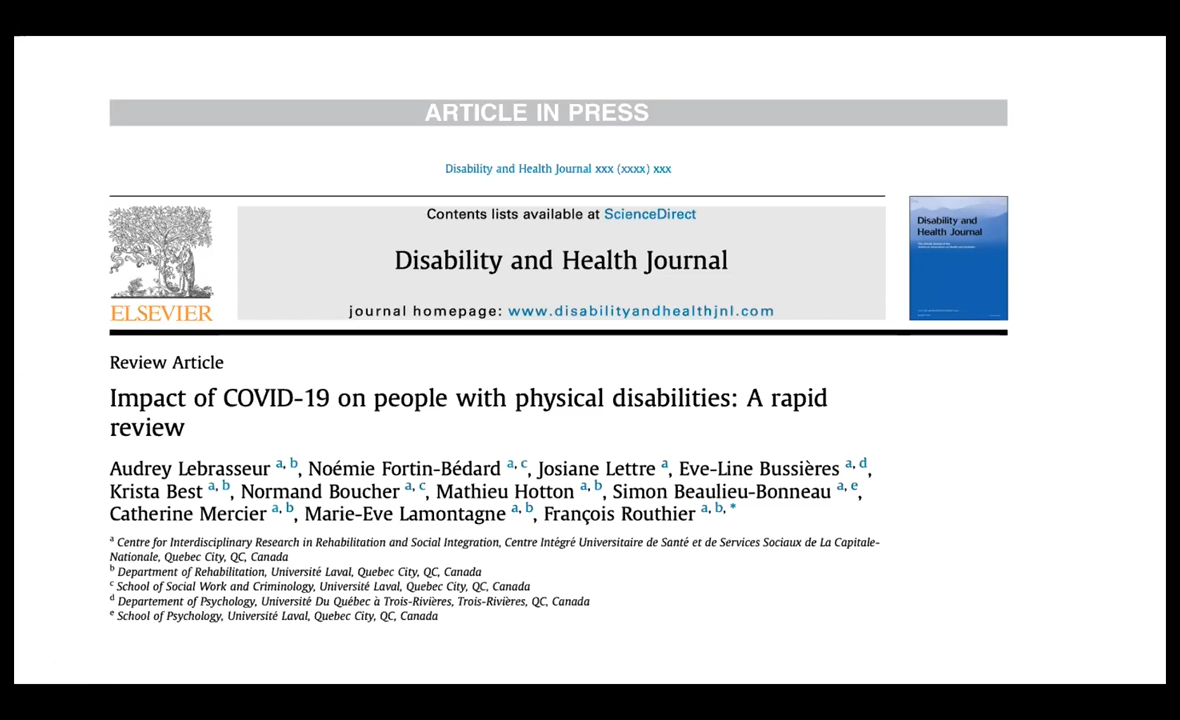 ARTICLE IN PRESS
Disability and Health Journal xxx (xxxx) xxx
Contents lists available at ScienceDirect
Disability and Health Journal
journal homepage: www.disabilityandhealthjnl.com
ELSEVIER
Disability and
Health Journal
Review Article
Impact of COVID-19 on people with physical disabilities: A rapid
review
Audrey Lebrasseur a, b, Noémie Fortin-Bédard a, c, Josiane Lettre a, Eve-Line Bussières a, d,
Krista Best a, b, Normand Boucher a, c, Mathieu Hotton a, b, Simon Beaulieu-Bonneau a, e,
Catherine Mercier a, b, Marie-Eve Lamontagne a, b, François Routhier a, b, *
a Centre for Interdisciplinary Research in Rehabilitation and Social Integration, Centre Intégré Universitaire de Santé et de Services Sociaux de La Capitale-
Nationale, Quebec City, QC, Canada
b Department of Rehabilitation, Université Laval, Quebec City, QC, Canada
c School of Social Work and Criminology, Université Laval, Quebec City, QC, Canada
d Departement of Psychology, Université Du Québec à Trois-Rivières, Trois-Rivières, QC, Canada
e School of Psychology, Université Laval, Quebec City, QC, Canada